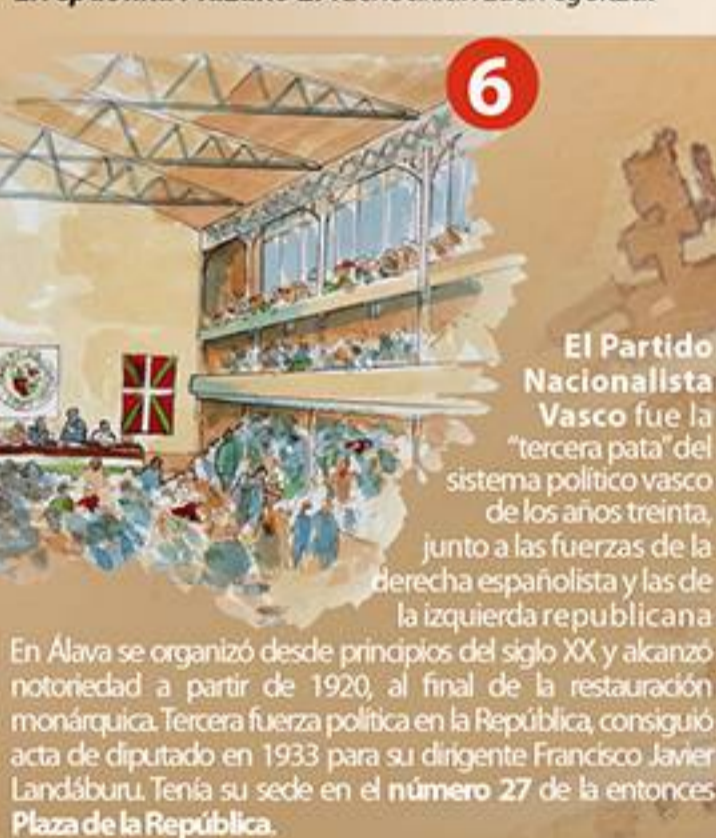 6
El Partido
Nacionalista
Vasco fue la
"tercera pata" del
sistema político vasco
de los años treinta,
junto a las fuerzas de la
derecha españolista y las de
la izquierda republicana
En Álava se organizó desde principios del siglo XX y alcanzó
notoriedad a partir de 1920, al final de la restauración
monárquica. Tercera fuerza política en la República, consiguió
acta de diputado en 1933 para su dirigente Francisco Javier
Landáburu. Tenía su sede en el número 27 de la entonces
Plaza de la República.